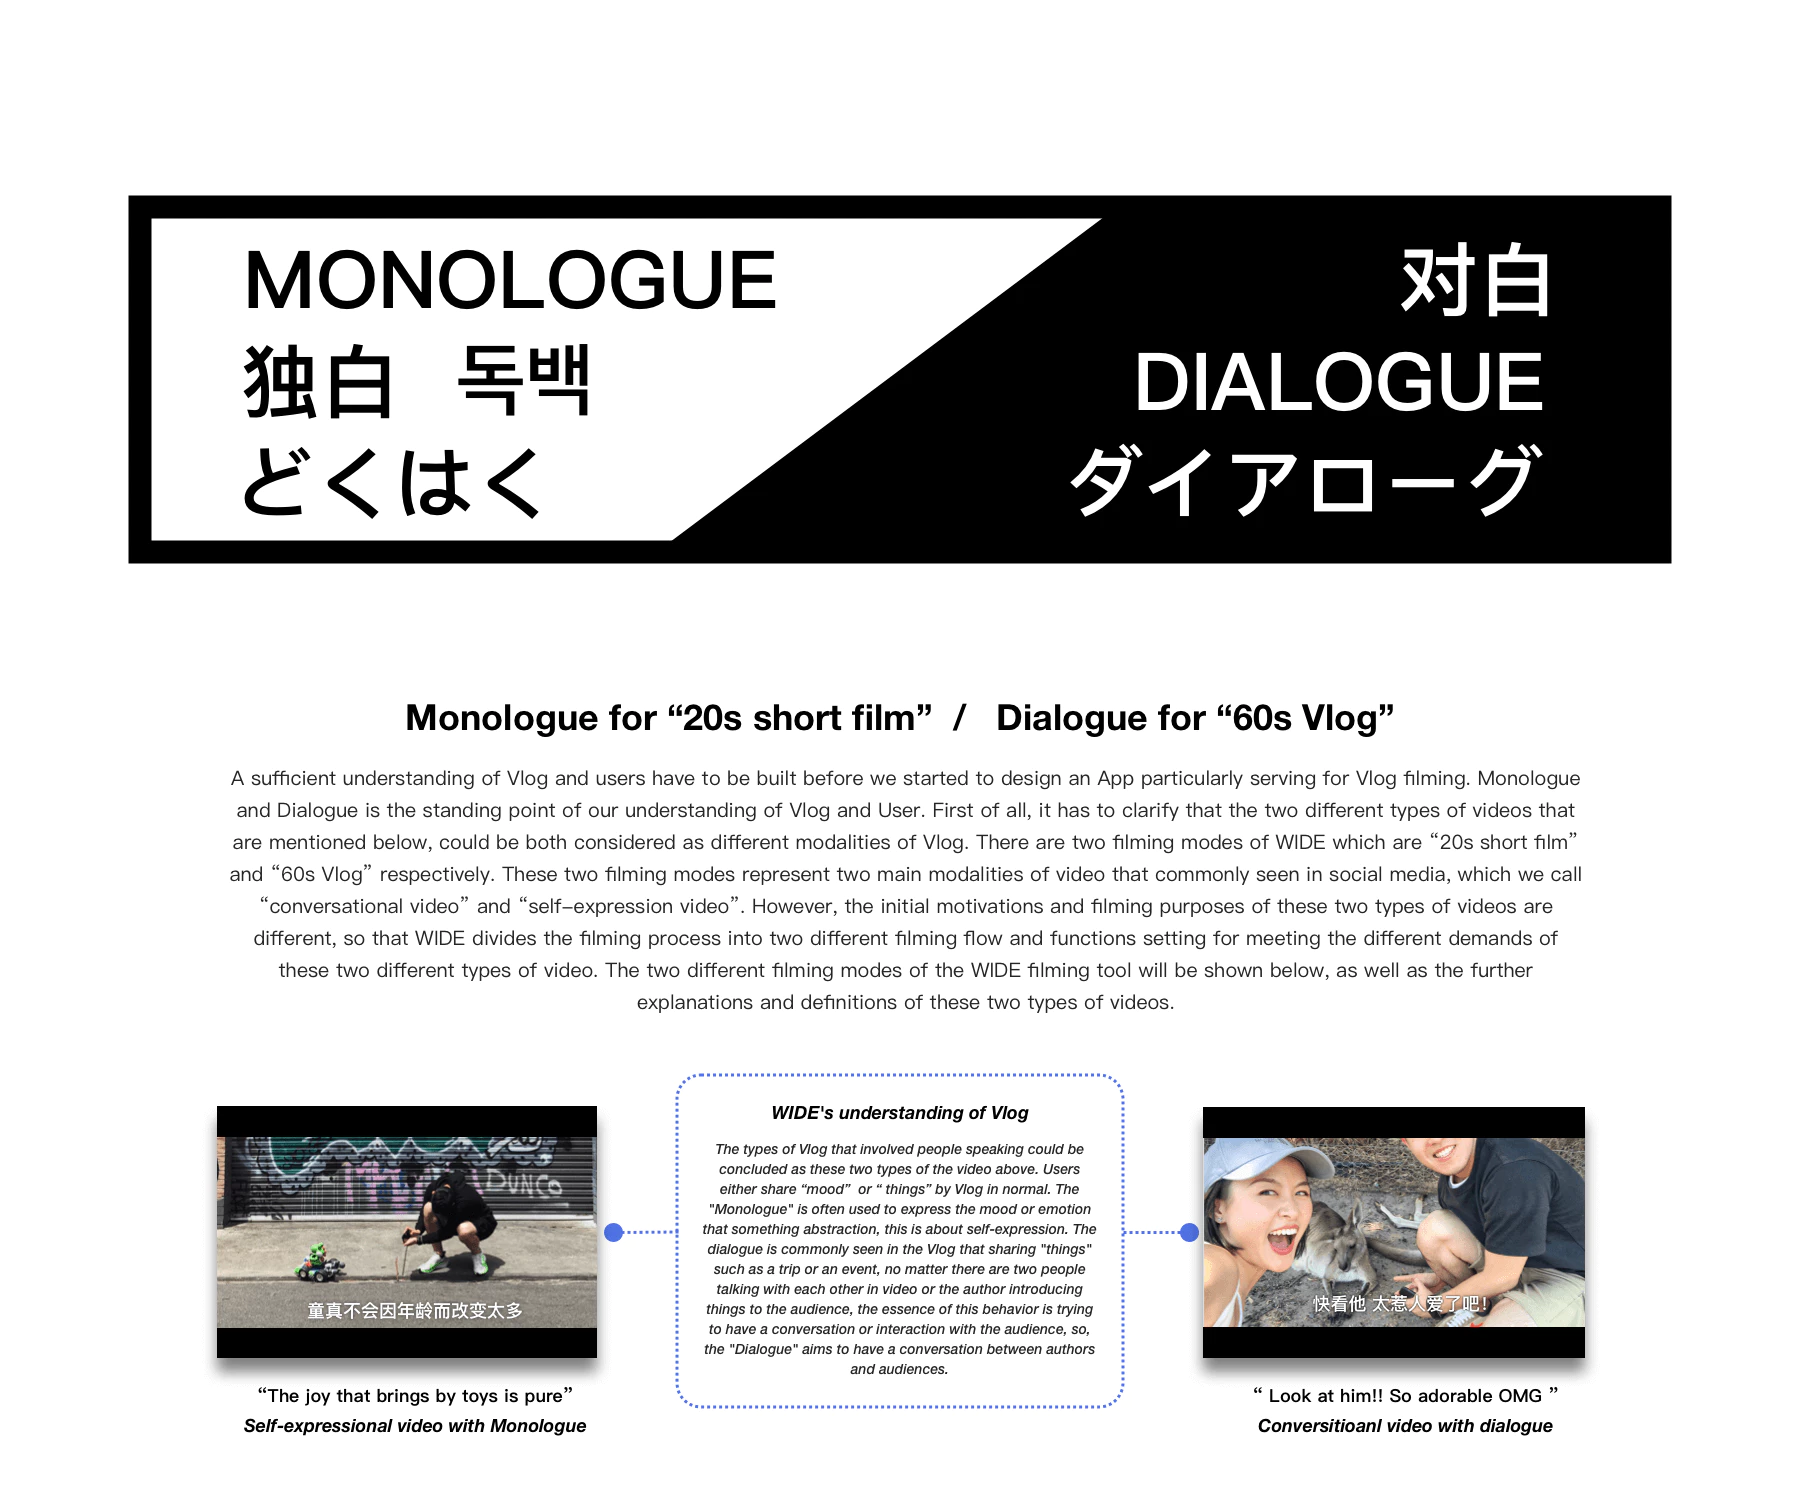 MONOLOGUE
独白 독백
どくはく
对白
DIALOGUE
ダイアローグ
Monologue for “20s short film” / Dialogue for “60s Vlog”
A sufficient understanding of Vlog and users have to be built before we started to design an App particularly serving for Vlog filming. Monologue
and Dialogue is the standing point of our understanding of Vlog and User. First of all, it has to clarify that the two different types of videos that
are mentioned below, could be both considered as different modalities of Vlog. There are two filming modes of WIDE which are “20s short film”
and “60s Vlog” respectively. These two filming modes represent two main modalities of video that commonly seen in social media, which we call
“conversational video” and “self–expression video”. However, the initial motivations and filming purposes of these two types of videos are
different, so that WIDE divides the filming process into two different filming flow and functions setting for meeting the different demands of
these two different types of video. The two different filming modes of the WIDE filming tool will be shown below, as well as the further
explanations and definitions of these two types of videos.
DUNCO
童真不会因年龄而改变太多
“The joy that brings by toys is pure”
Self-expressional video with Monologue
WIDE's understanding of Vlog
The types of Vlog that involved people speaking could be
concluded as these two types of the video above. Users
either share “mood” or “ things” by Vlog in normal. The
"Monologue" is often used to express the mood or emotion
that something abstraction, this is about self-expression. The
dialogue is commonly seen in the Vlog that sharing "things"
such as a trip or an event, no matter there are two people
talking with each other in video or the author introducing
things to the audience, the essence of this behavior is trying
to have a conversation or interaction with the audience, so,
the "Dialogue" aims to have a conversation between authors
and audiences.
快看他 太惹人爱了吧!
“ Look at him!! So adorable OMG ”
Conversitioanl video with dialogue